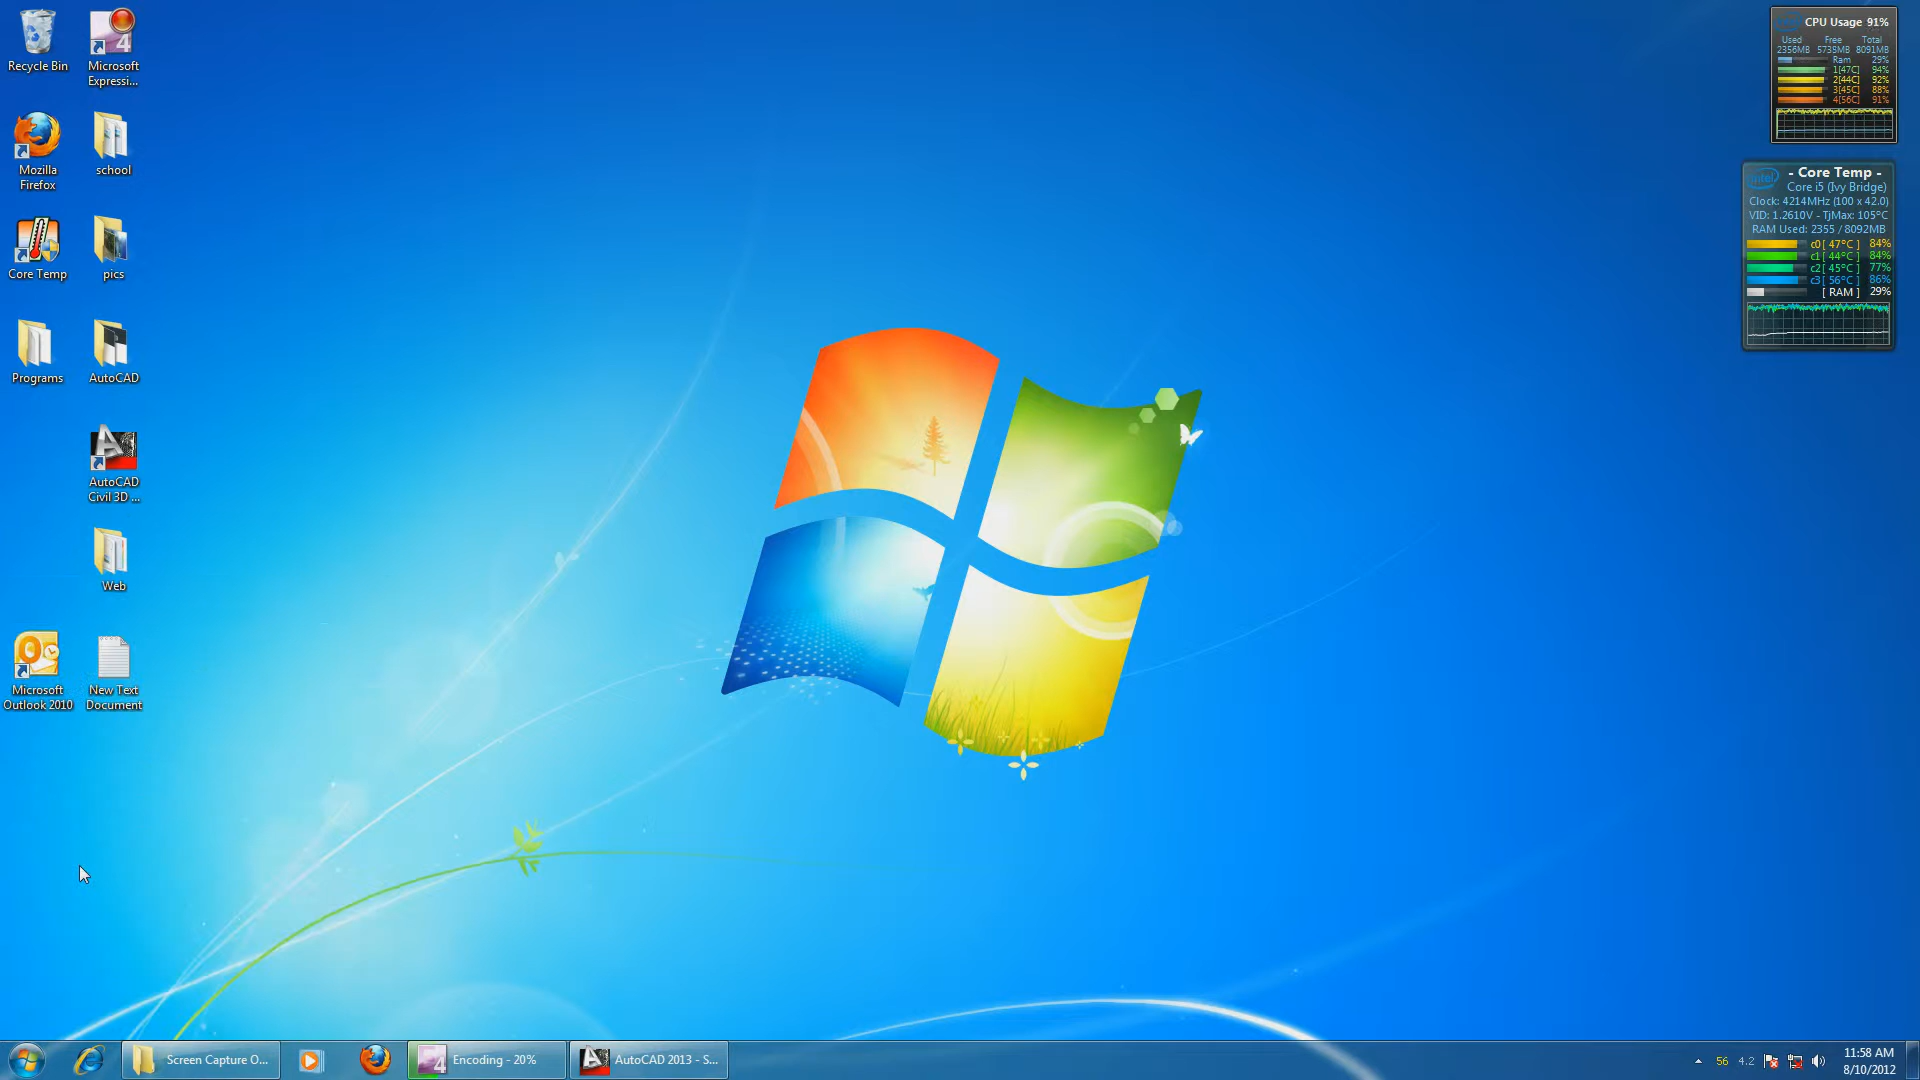 Recycle Bin
Microsoft
Expressi...
Mozilla
Firefox
school
Core Temp
pics
Programs
AutoCAD
AutoCAD
Civil 3D ...
Web
Microsoft
Outlook 2010
New Text
Document
CPU Usage 91%
Used Free Total
2356MB 5738MB 8091MB
Ram 29%
1[47C] 94%
2[44C] 92%
3[45C] 88%
4[56C] 91%
intel
- Core Temp -
Core i5 (Ivy Bridge)
Clock: 4214MHz (100 x 42.0)
VID: 1.2610V - TjMax: 105°C
RAM Used: 2355 / 8092MB
c0[ 47°C ] 84%
c1[ 44°C ] 84%
c2[ 45°C ] 77%
c3[ 56°C ] 86%
[ RAM ] 29%
Screen Capture O...
Encoding - 20%
AutoCAD 2013 - S...
56 4.2
11:58 AM
8/10/2012